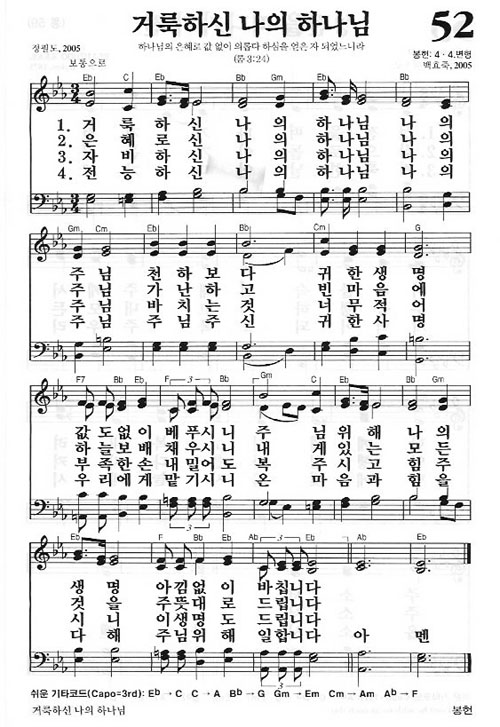 거룩하신 나의 하나님 52
정필도, 2005
하나님의 은혜로 값 없이 의롭다 하심을 얻은 자 되었느니라
(롬 3:24)
봉헌: 4·4.변행
백효죽, 2005
보통으로
Eb C Eb Bb Gm Bb Eb Bb
1. 거 룩 하 신 나 의 하 나 님 나 의
2. 은 혜 로 신 나 의 하 나 님 나 의
3. 자 비 하 신 나 의 하 나 님 나 의
4. 전 능 하 신 나 의 하 나 님 나 의
Gm Cm Eb Bb Cm G
주 님 천 하 보 다 귀 한 생 명
주 님 가 난 하 고 빈 마 음 에
주 님 바 치 는 것 너 무 적 어
주 님 주 님 주 신 귀 한 사 명
F7 Bb Eb F Bb Gm C Eb Bb
값 도 없 이 베 푸 시 니 주 님 위 해 나 의
하 늘 보 배 채 우 시 니 내 게 있 는 모 든
부 족 한 손 내 밀 어 도 복 주 시 고 힘 주
우 리 에 게 맡 기 시 니 온 마 음 과 힘 을
Eb F Bb Eb Ab Bb Eb Ab Eb
생 명 아 낌 없 이 바 칩 니 다
것 을 주 뜻 대 로 드 립 니 다
시 니 이 생 명 도 드 립 니 다
다 해 주 님 위 해 일 합 니 다 아 멘
쉬운 기타코드(Capo=3rd): Eb→C C→A Bb→G Gm→Em Cm→Am Ab→F
거룩하신 나의 하나님 봉헌